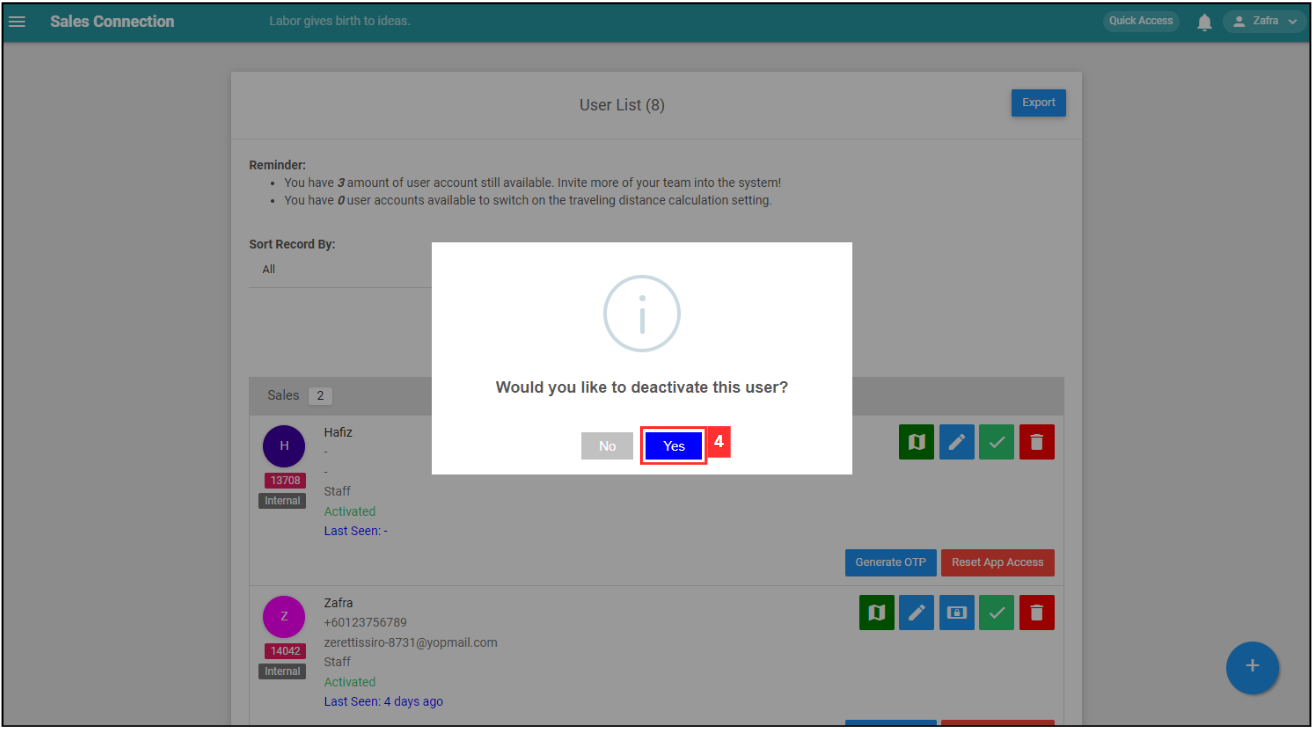 Sales Connection
Labor gives birth to ideas.
Quick Access
Zafra
User List (8)
Export
Reminder:
• You have 3 amount of user account still available. Invite more of your team into the system!
• You have 0 user accounts available to switch on the traveling distance calculation setting.
Sort Record By:
All
Would you like to deactivate this user?
No
Yes
4
Sales 2
H
Hafiz
-
-
13708
Internal
Staff
Activated
Last Seen: -
Generate OTP
Reset App Access
Z
Zafra
+60123756789
zerettissiro-8731@yopmail.com
14042
Internal
Staff
Activated
Last Seen: 4 days ago